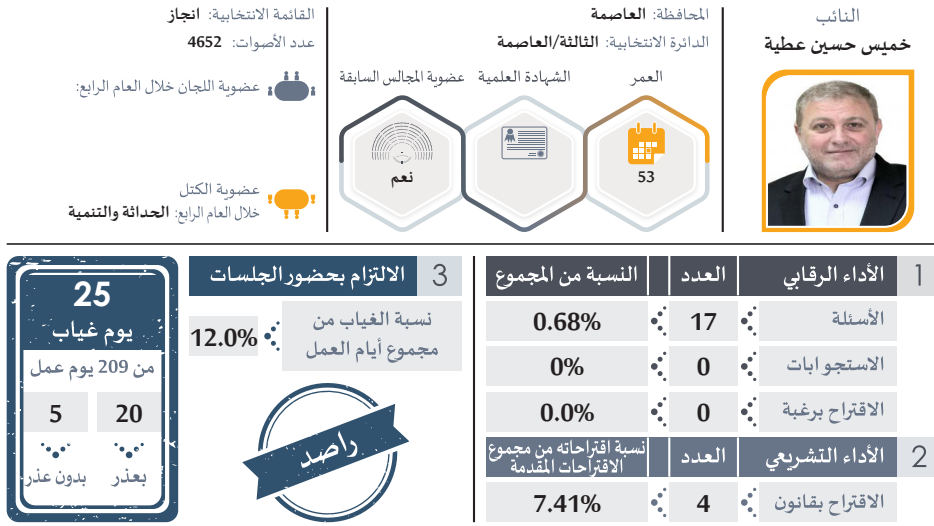 النائب
خميس حسين عطية
المحافظة: العاصمة
الدائرة الانتخابية: الثالثة/العاصمة
العمر
53
الشهادة العلمية
عضوية المجالس السابقة
نعم
القائمة الانتخابية: انجاز
عدد الأصوات: 4652
عضوية اللجان خلال العام الرابع:
عضوية الكتل
خلال العام الرابع: الحداثة والتنمية
1 الأداء الرقابي العدد النسبة من المجموع
الأسئلة 17 0.68%
الاستجوابات 0 0%
الاقتراح برغبة 0 0.0%
2 الأداء التشريعي العدد نسبة اقتراحاته من مجموع
الاقتراحات المقدمة
الاقتراح بقانون 4 7.41%
3 الالتزام بحضور الجلسات
نسبة الغياب من
مجموع أيام العمل
12.0%
راصد
25
يوم غياب
من 209 يوم عمل
20 5
بعذر بدون عذر